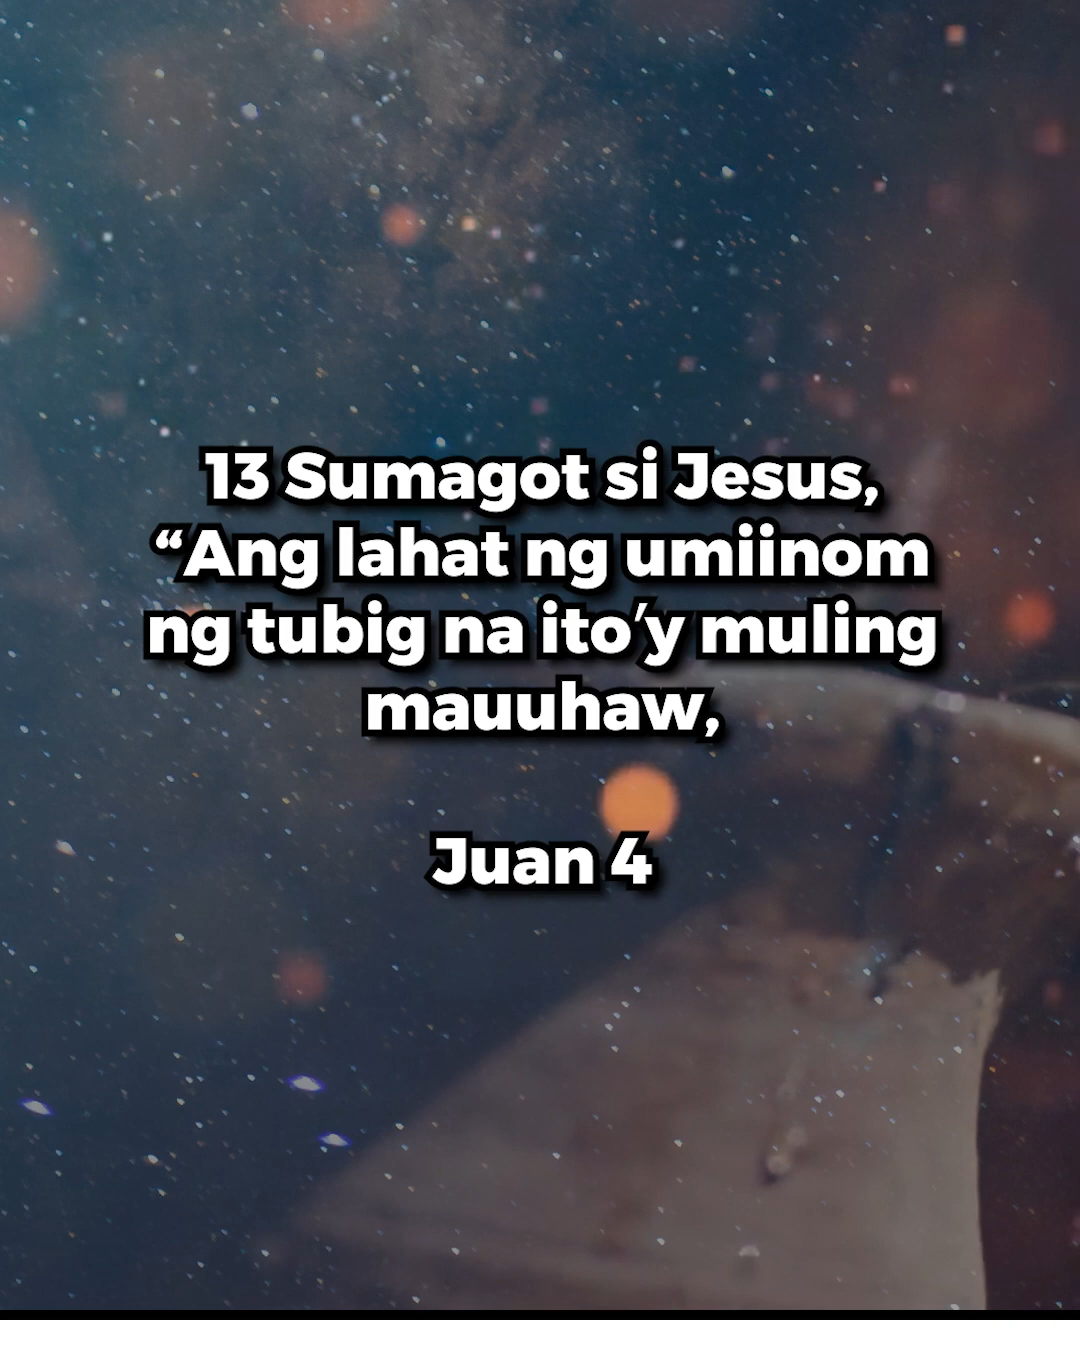 13 Sumagot si Jesus,
“Ang lahat ng umiinom
ng tubig na ito’y muling
mauuhaw,
Juan 4